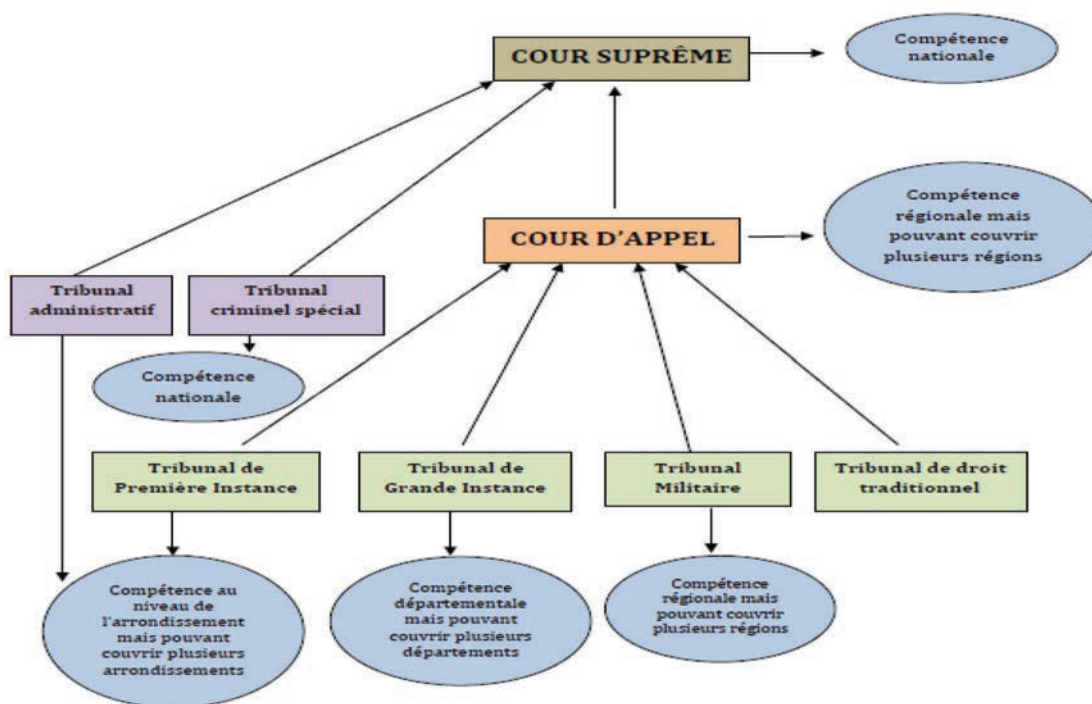 COUR SUPRÊME
Compétence
nationale
COUR D'APPEL
Compétence
régionale mais
pouvant couvrir
plusieurs régions
Tribunal
administratif
Tribunal
criminel spécial
Compétence
nationale
Tribunal de
Première Instance
Tribunal de
Grande Instance
Tribunal
Militaire
Tribunal de droit
traditionnel
Compétence au
niveau de
l'arrondissement
mais pouvant
couvrir plusieurs
arrondissements
Compétence
départementale
mais pouvant
couvrir plusieurs
départements
Compétence
régionale mais
pouvant couvrir
plusieurs régions